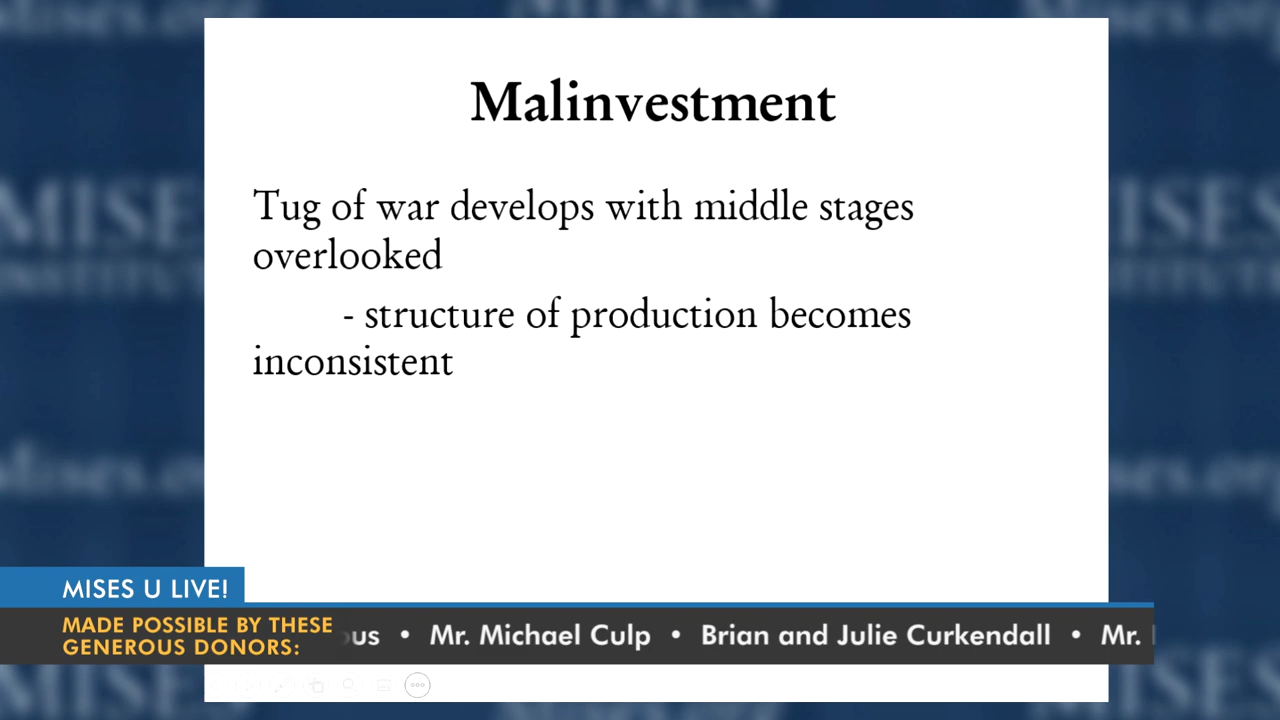 Malinvestment
Tug of war develops with middle stages
overlooked
- structure of production becomes
inconsistent
MISES U LIVE!
MADE POSSIBLE BY THESE
GENEROUS DONORS:
• Mr. Michael Culp • Brian and Julie Curkendall • Mr.